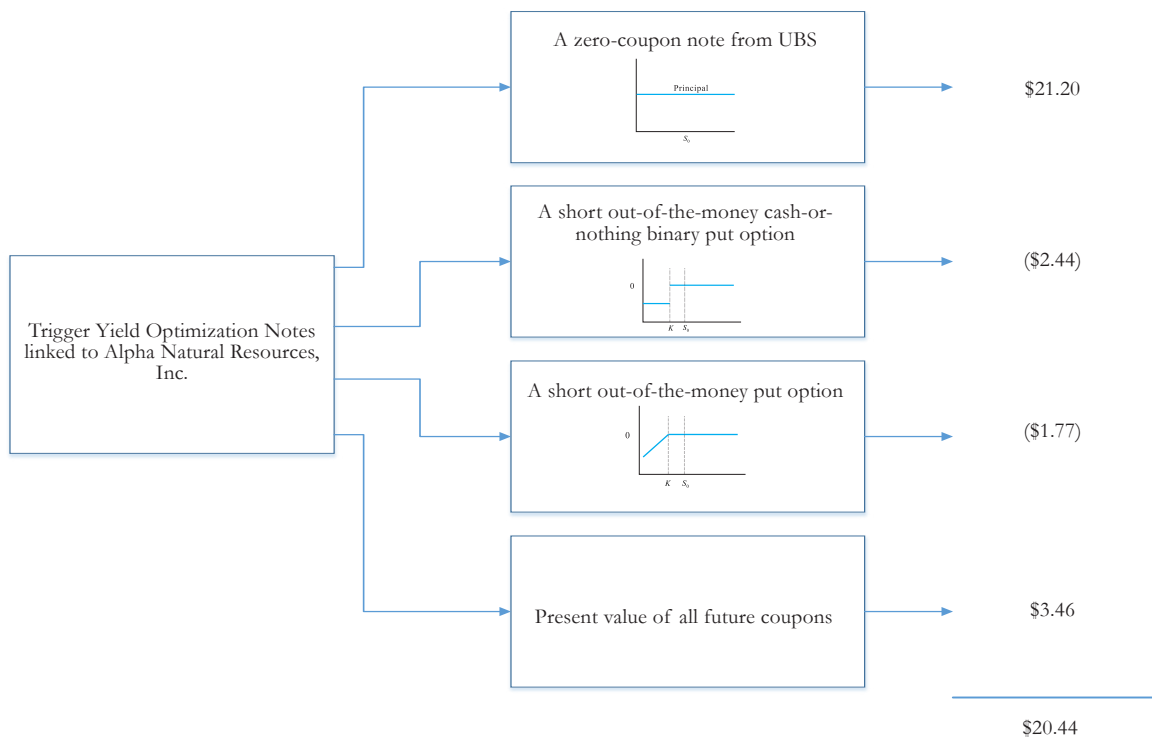 A zero-coupon note from UBS
Principal
S₀
$21.20
A short out-of-the-money cash-or-
nothing binary put option
0
K
S₀
($2.44)
Trigger Yield Optimization Notes
linked to Alpha Natural Resources,
Inc.
A short out-of-the-money put option
0
K
S₀
($1.77)
Present value of all future coupons
$3.46
$20.44